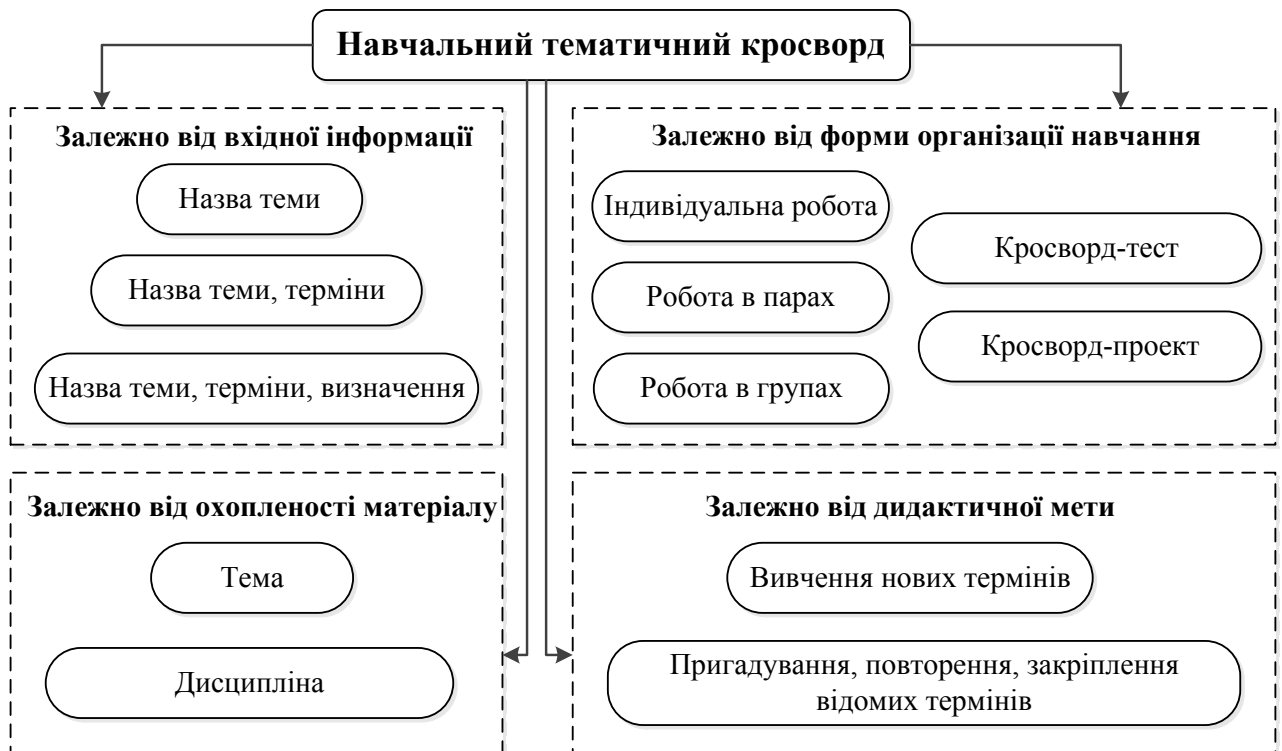 Навчальний тематичний кросворд
Залежно від вхідної інформації
Назва теми
Назва теми, терміни
Назва теми, терміни, визначення
Залежно від форми організації навчання
Індивідуальна робота
Робота в парах
Робота в групах
Кросворд-тест
Кросворд-проект
Залежно від охопленості матеріалу
Тема
Дисципліна
Залежно від дидактичної мети
Вивчення нових термінів
Пригадування, повторення, закріплення
відомих термінів